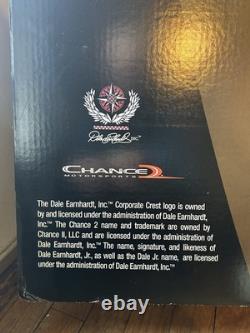 Dale Earnhardt, Inc.
CHANCE 2
MOTORSPORTS
The Dale Earnhardt, Inc.™ Corporate Crest logo is owned
by and licensed under the administration of Dale Earnhardt,
Inc.™ The Chance 2 name and trademark are owned by
Chance II, LLC and are licensed under the administration of
Dale Earnhardt, Inc.™ The name, signature, and likeness of
Dale Earnhardt, Jr., as well as the Dale Jr. name, are licensed
under the administration of Dale Earnhardt, Inc.™